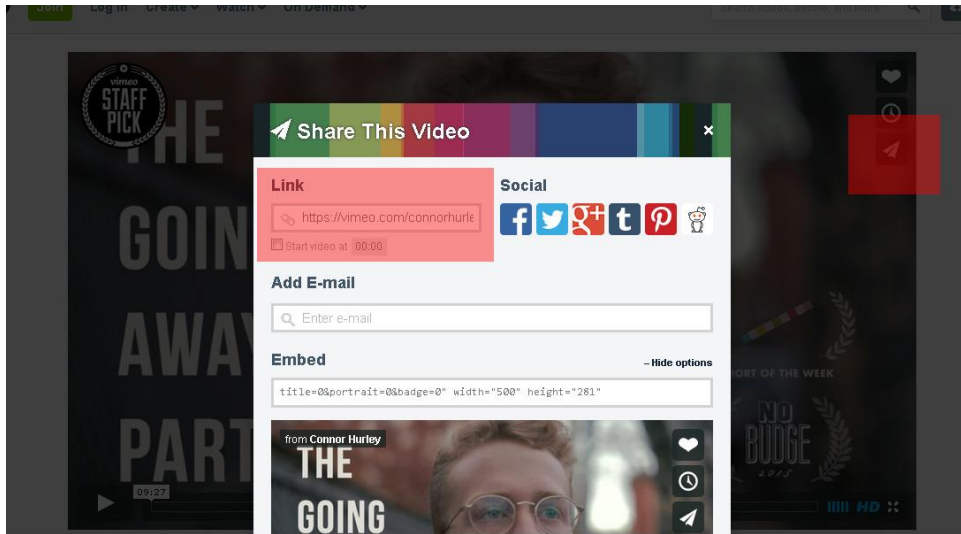 Join Log in Create Watch On Demand
vimeo
STAFF
PICK
THE
GOING
AWAY
PART
Share This Video
×
Link
Social
https://vimeo.com/connorhurle
Start video at 00:00
Add E-mail
Enter e-mail
Embed
– Hide options
title=0&portrait=0&badge=0" width="500" height="281"
from Connor Hurley
THE
GOING
ORT OF THE WEEK
NO
BUDGE
2015
09:27
HD